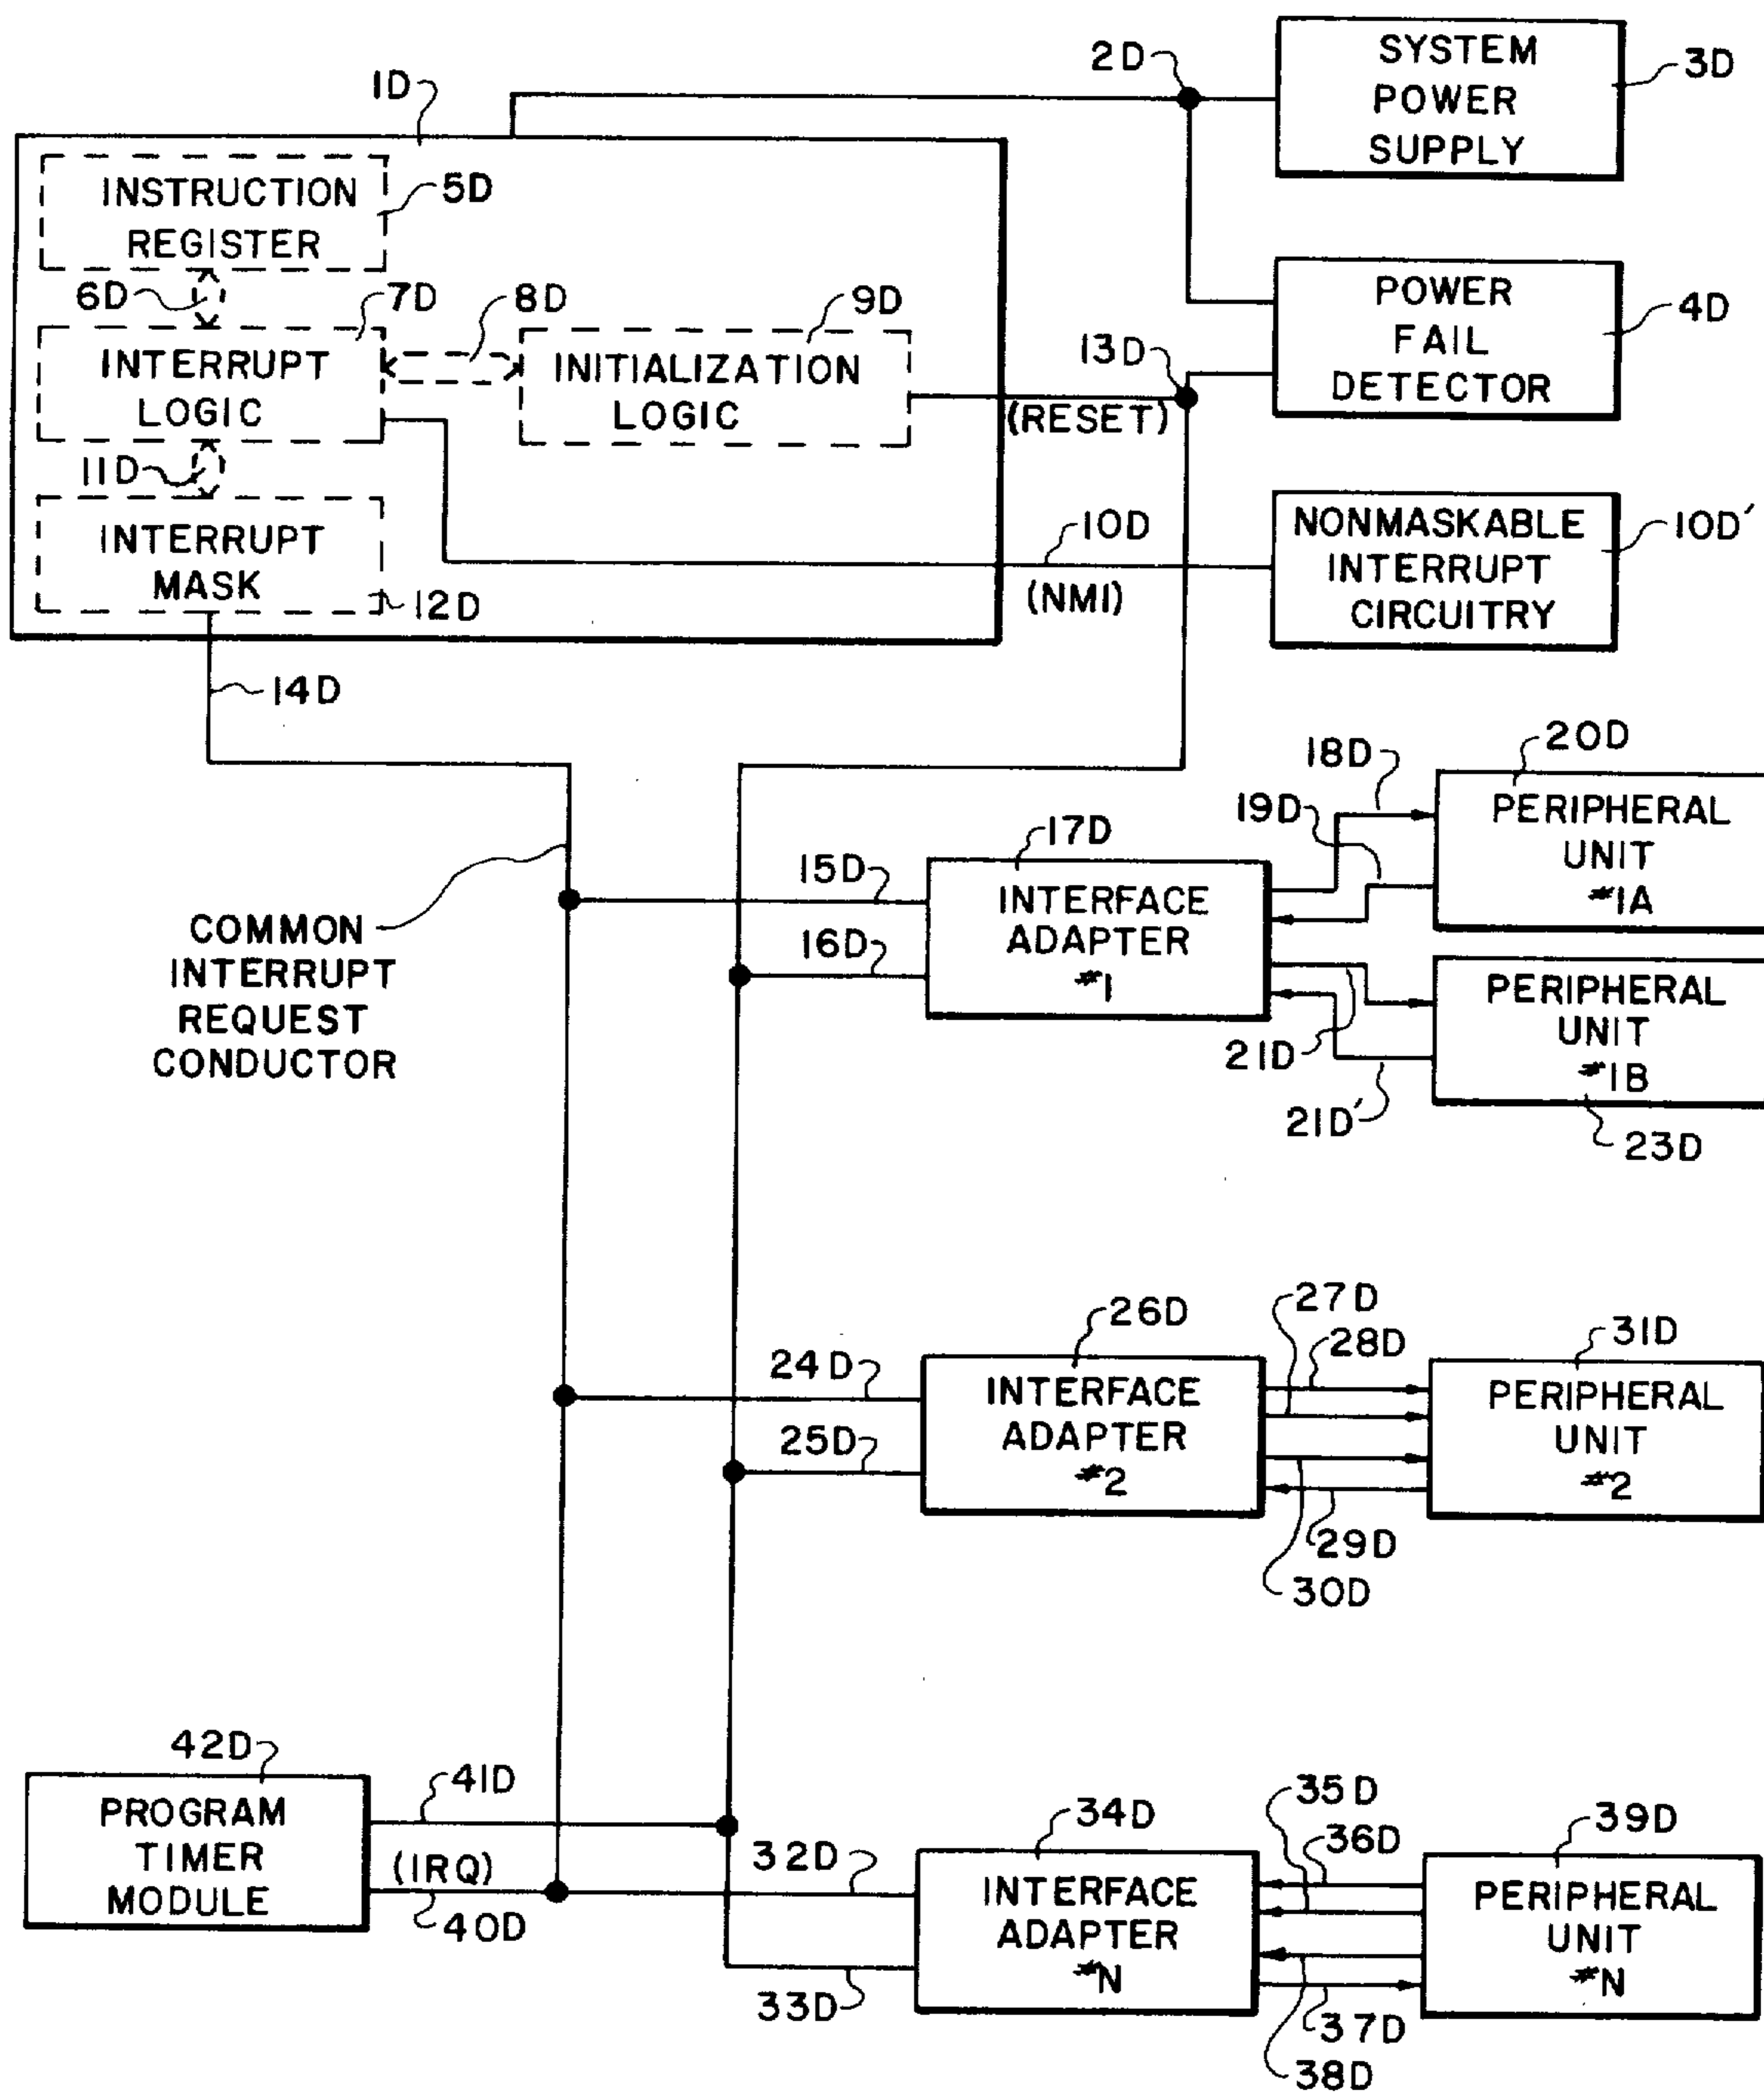 1D
2D
SYSTEM
POWER
SUPPLY
3D
INSTRUCTION
REGISTER
5D
6D
7D
8D
9D
INTERRUPT
LOGIC
INITIALIZATION
LOGIC
13D
(RESET)
POWER
FAIL
DETECTOR
4D
11D
INTERRUPT
MASK
12D
10D
(NMI)
NONMASKABLE
INTERRUPT
CIRCUITRY
10D'
14D
COMMON
INTERRUPT
REQUEST
CONDUCTOR
15D
16D
17D
INTERFACE
ADAPTER
#1
18D
19D
20D
PERIPHERAL
UNIT
#1A
21D
21D'
PERIPHERAL
UNIT
#1B
23D
24D
25D
26D
INTERFACE
ADAPTER
#2
27D
28D
29D
30D
31D
PERIPHERAL
UNIT
#2
42D
PROGRAM
TIMER
MODULE
41D
(IRQ)
40D
32D
33D
34D
INTERFACE
ADAPTER
#N
35D
36D
37D
38D
39D
PERIPHERAL
UNIT
#N